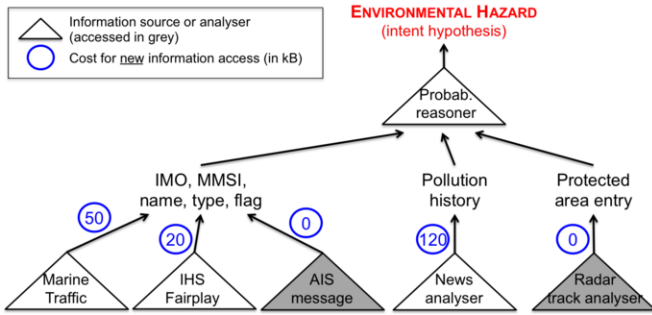 Information source or analyser
(accessed in grey)
Cost for new information access (in kB)
ENVIRONMENTAL HAZARD
(intent hypothesis)
Probab.
reasoner
IMO, MMSI,
name, type, flag
Pollution
history
Protected
area entry
50
20
0
120
0
Marine
Traffic
IHS
Fairplay
AIS
message
News
analyser
Radar
track analyser